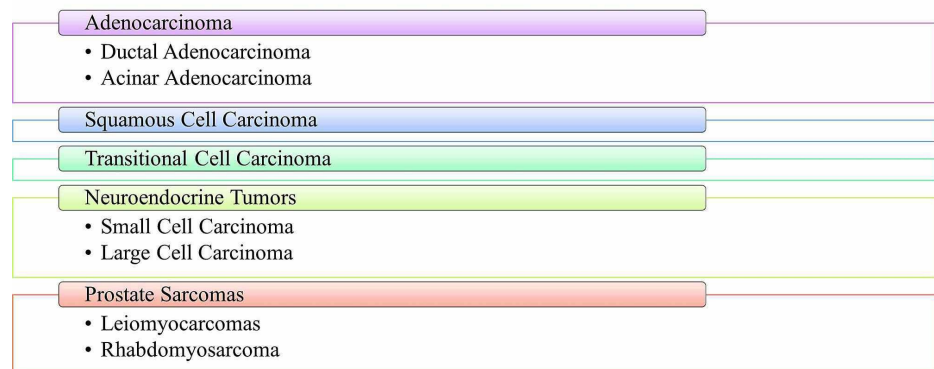 Adenocarcinoma
• Ductal Adenocarcinoma
• Acinar Adenocarcinoma
Squamous Cell Carcinoma
Transitional Cell Carcinoma
Neuroendocrine Tumors
• Small Cell Carcinoma
• Large Cell Carcinoma
Prostate Sarcomas
• Leiomyocarcomas
• Rhabdomyosarcoma